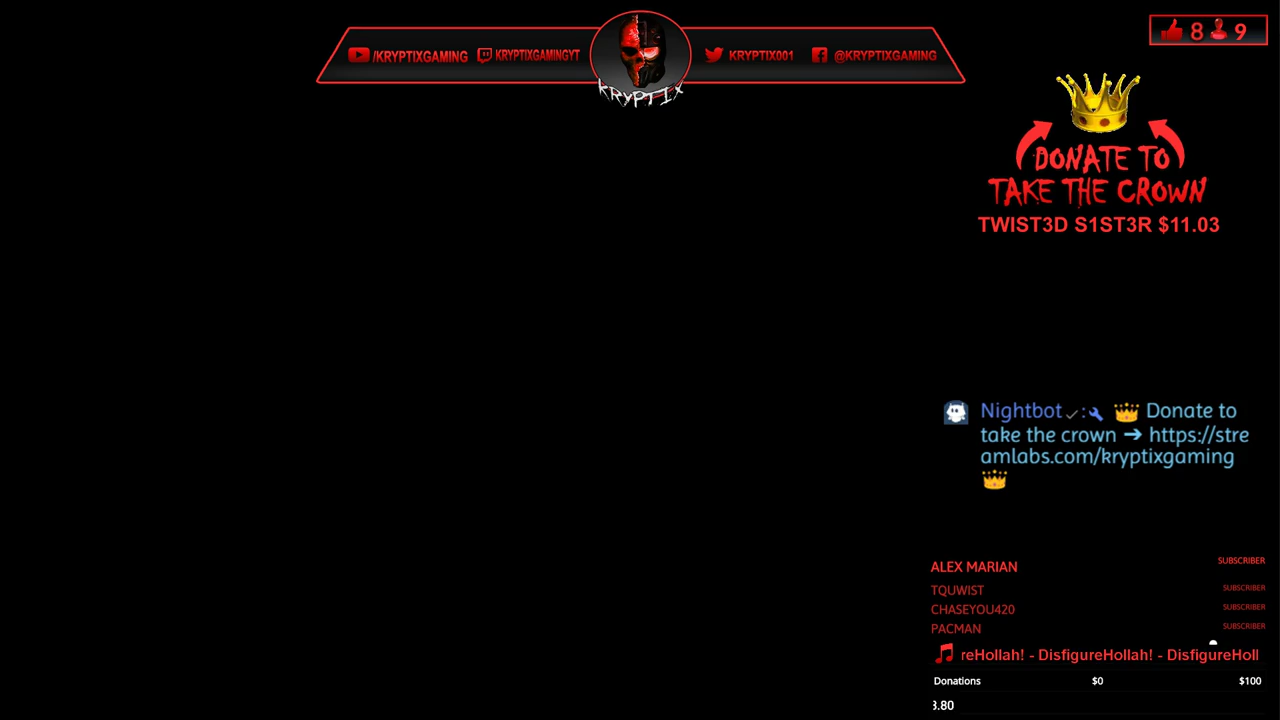 /KRYPTIXGAMING KRYPTIXGAMINGYT KRYPTIX001 @KRYPTIXGAMING
KRYPTIX
8 9
DONATE TO
TAKE THE CROWN
TWIST3D S1ST3R $11.03
Nightbot✓:🔧 👑 Donate to
take the crown ➔ https://stre
amlabs.com/kryptixgaming
👑
ALEX MARIAN SUBSCRIBER
TQUWIST SUBSCRIBER
CHASEYOU420 SUBSCRIBER
PACMAN SUBSCRIBER
reHollah! - DisfigureHollah! - DisfigureHoll
Donations $0 $100
3.80